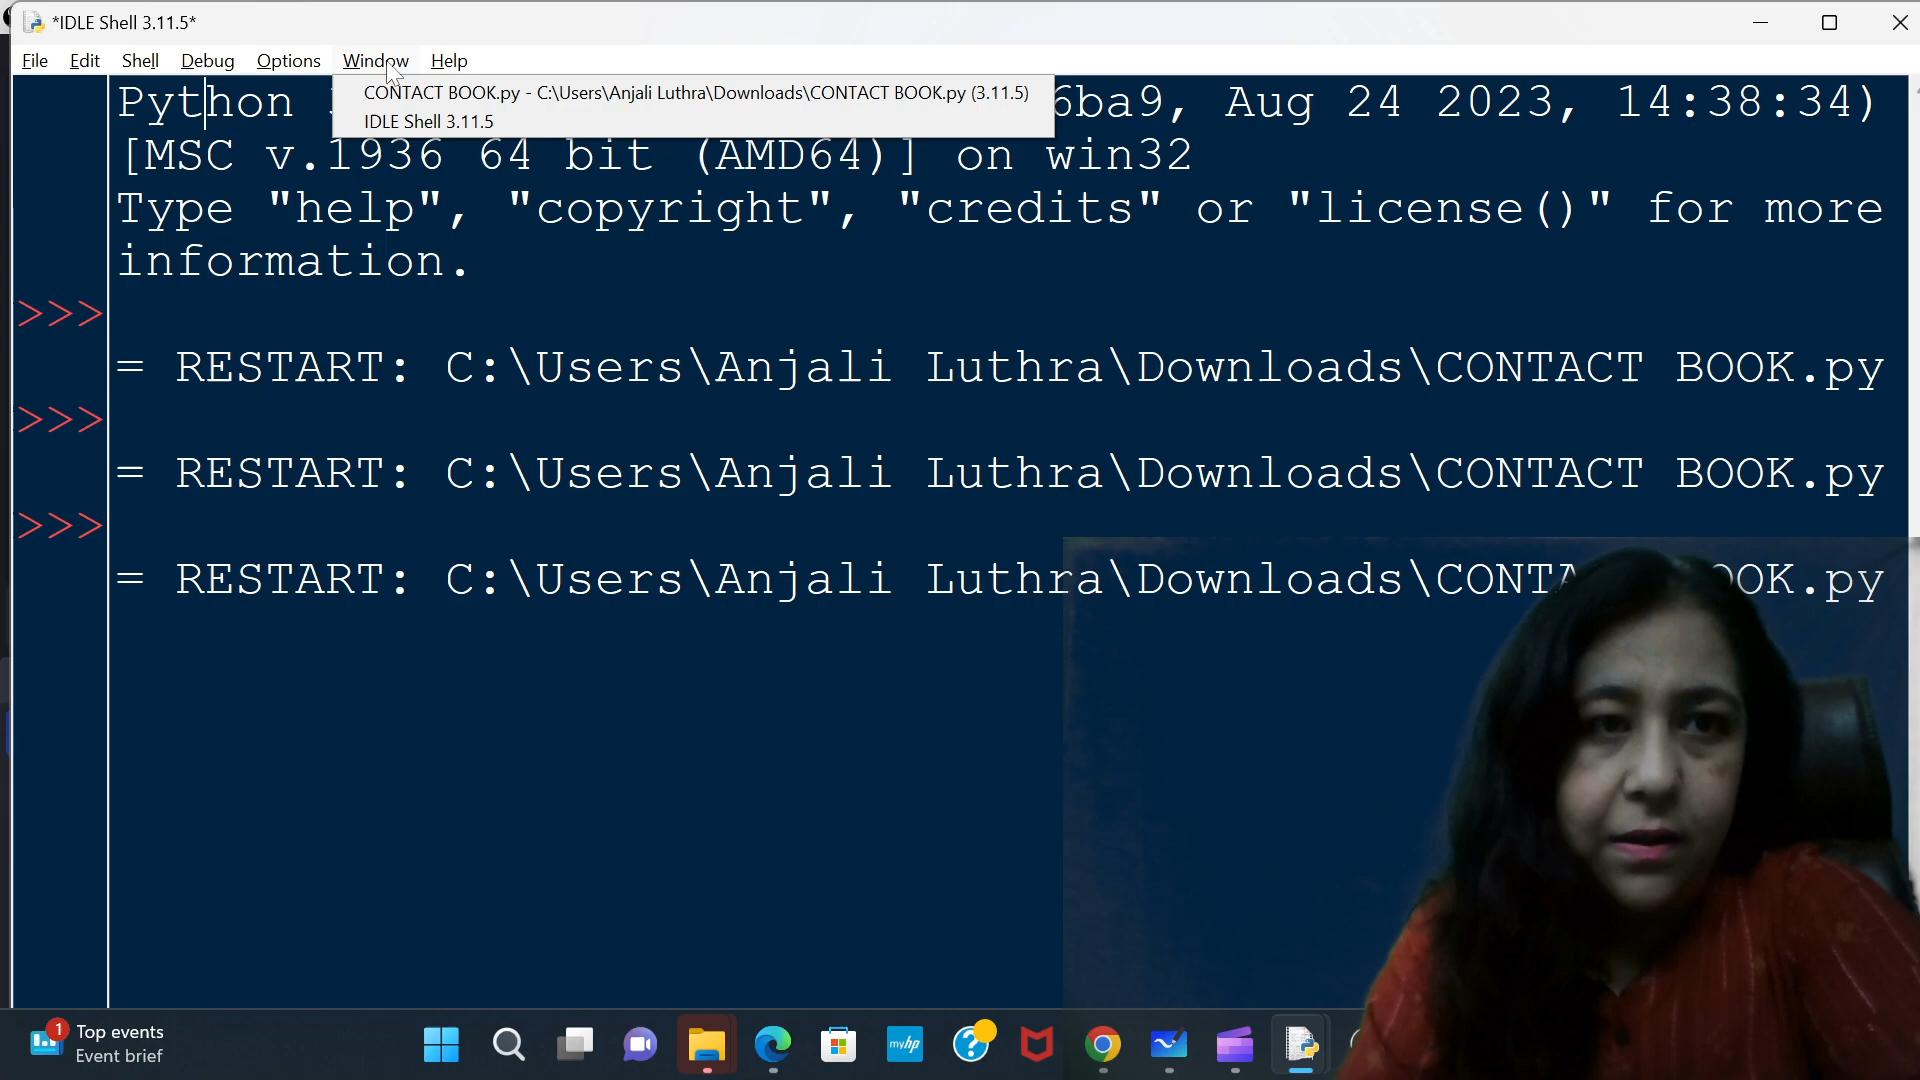 *IDLE Shell 3.11.5*
File Edit Shell Debug Options Window Help
CONTACT BOOK.py - C:\Users\Anjali Luthra\Downloads\CONTACT BOOK.py (3.11.5)
IDLE Shell 3.11.5
Python 6ba9, Aug 24 2023, 14:38:34)
[MSC v.1936 64 bit (AMD64)] on win32
Type "help", "copyright", "credits" or "license()" for more
information.
>>>
= RESTART: C:\Users\Anjali Luthra\Downloads\CONTACT BOOK.py
>>>
= RESTART: C:\Users\Anjali Luthra\Downloads\CONTACT BOOK.py
>>>
= RESTART: C:\Users\Anjali Luthra\Downloads\CONTA OOK.py
1 Top events
Event brief
myhp